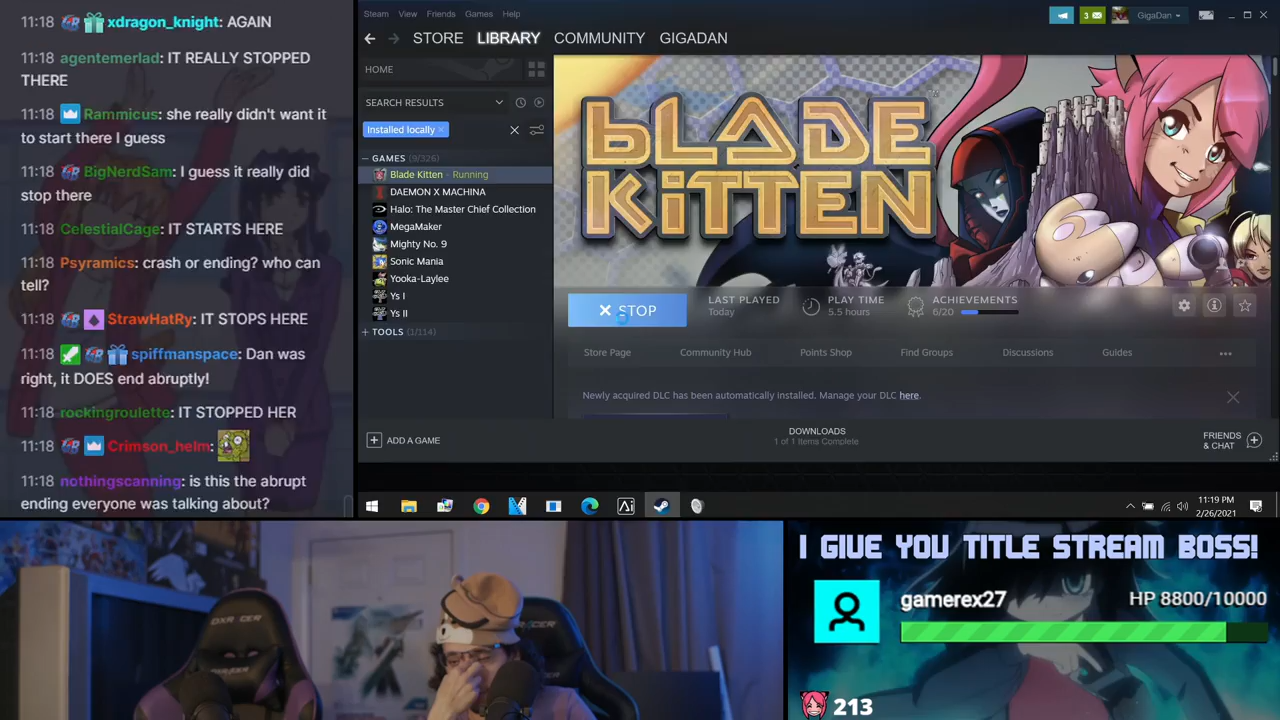 11:18 xdragon_knight: AGAIN
11:18 agentemerlad: IT REALLY STOPPED
THERE
11:18 Rammicus: she really didn't want it
to start there I guess
11:18 BigNerdSam: I guess it really did
stop there
11:18 CelestialCage: IT STARTS HERE
11:18 Psyramics: crash or ending? who can
tell?
11:18 StrawHatRy: IT STOPS HERE
11:18 spiffmanspace: Dan was
right, it DOES end abruptly!
11:18 rockingroulette: IT STOPPED HER
11:18 Crimson_helm:
11:18 nothingscanning: is this the abrupt
ending everyone was talking about?
Steam View Friends Games Help
3 GigaDan
STORE LIBRARY COMMUNITY GIGADAN
HOME
SEARCH RESULTS
Installed locally
GAMES (9/326)
Blade Kitten - Running
DAEMON X MACHINA
Halo: The Master Chief Collection
MegaMaker
Mighty No. 9
Sonic Mania
Yooka-Laylee
Ys I
Ys II
TOOLS (1/114)
BLADE
KiTTEN
STOP
LAST PLAYED
Today
PLAY TIME
5.5 hours
ACHIEVEMENTS
6/20
Store Page Community Hub Points Shop Find Groups Discussions Guides
Newly acquired DLC has been automatically installed. Manage your DLC here.
ADD A GAME
DOWNLOADS
1 of 1 Items Complete
FRIENDS
& CHAT
11:19 PM
2/26/2021
I GIVE YOU TITLE STREAM BOSS!
gamerex27 HP 8800/10000
213